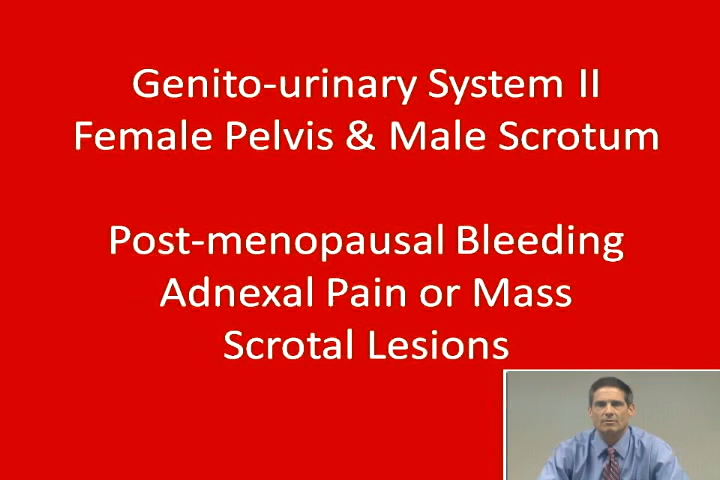 Genito-urinary System II
Female Pelvis & Male Scrotum
Post-menopausal Bleeding
Adnexal Pain or Mass
Scrotal Lesions